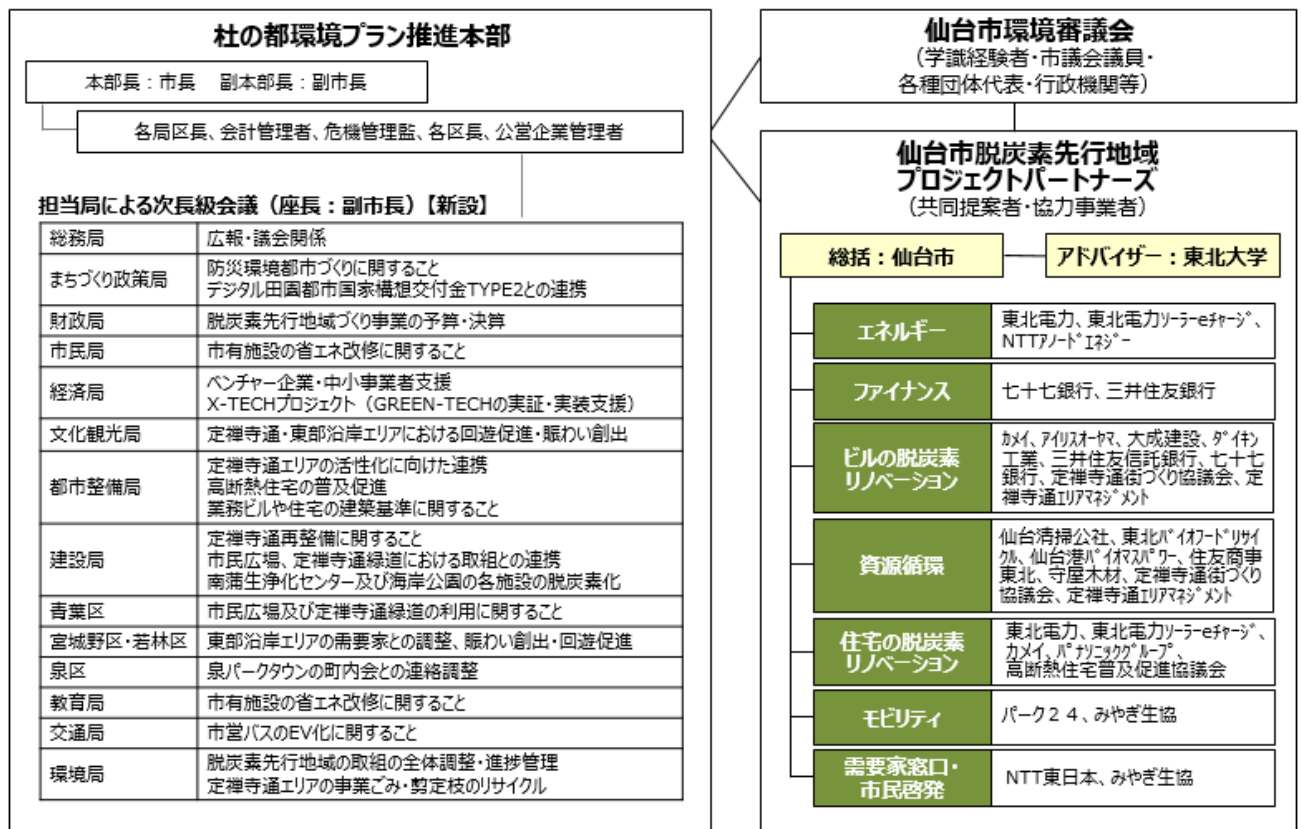 杜の都環境プラン推進本部
本部長：市長　副本部長：副市長
各局区長、会計管理者、危機管理監、各区長、公営企業管理者
担当局による次長級会議（座長：副市長）【新設】
総務局
広報・議会関係
まちづくり政策局
防災環境都市づくりに関すること
デジタル田園都市国家構想交付金TYPE2との連携
財政局
脱炭素先行地域づくり事業の予算・決算
市民局
市有施設の省エネ改修に関すること
経済局
ベンチャー企業・中小事業者支援
X-TECHプロジェクト（GREEN-TECHの実証・実装支援）
文化観光局
定禅寺通・東部沿岸エリアにおける回遊促進・賑わい創出
都市整備局
定禅寺通エリアの活性化に向けた連携
高断熱住宅の普及促進
業務ビルや住宅の建築基準に関すること
建設局
定禅寺通再整備に関すること
市民広場、定禅寺通緑道における取組との連携
南蒲生浄化センター及び海岸公園の各施設の脱炭素化
青葉区
市民広場及び定禅寺通緑道の利用に関すること
宮城野区・若林区
東部沿岸エリアの需要家との調整、賑わい創出・回遊促進
泉区
泉パークタウンの町内会との連絡調整
教育局
市有施設の省エネ改修に関すること
交通局
市営バスのEV化に関すること
環境局
脱炭素先行地域の取組の全体調整・進捗管理
定禅寺通エリアの事業ごみ・剪定枝のリサイクル
仙台市環境審議会
（学識経験者・市議会議員・
各種団体代表・行政機関等）
仙台市脱炭素先行地域
プロジェクトパートナーズ
（共同提案者・協力事業者）
総括：仙台市
アドバイザー：東北大学
エネルギー
東北電力、東北電力ｿｰﾗｰeﾁｬｰｼﾞ、
NTTｱﾉｰﾄﾞｴﾈｼﾞｰ
ファイナンス
七十七銀行、三井住友銀行
ビルの脱炭素
リノベーション
ｶﾒｲ、ｱｲﾘｽｵｰﾔﾏ、大成建設、ﾀﾞｲｷﾝ
工業、三井住友信託銀行、七十七
銀行、定禅寺通街づくり協議会、定
禅寺通ｴﾘｱﾏﾈｼﾞﾒﾝﾄ
資源循環
仙台清掃公社、東北ﾊﾞｲｵﾌｰﾄﾞﾘｻｲ
ｸﾙ、仙台港ﾊﾞｲｵﾏｽﾊﾟﾜｰ、住友商事
東北、守屋木材、定禅寺通街づくり
協議会、定禅寺通ｴﾘｱﾏﾈｼﾞﾒﾝﾄ
住宅の脱炭素
リノベーション
東北電力、東北電力ｿｰﾗｰeﾁｬｰｼﾞ、
ｶﾒｲ、ﾊﾟﾅｿﾆｯｸｸﾞﾙｰﾌﾟ、
高断熱住宅普及促進協議会
モビリティ
パーク２４、みやぎ生協
需要家窓口・
市民啓発
NTT東日本、みやぎ生協